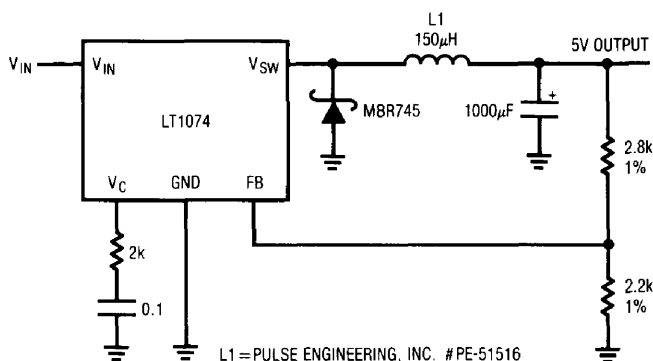 L1
150µH
5V OUTPUT
VIN
VIN
VSW
LT1074
MBR745
1000µF
+
2.8k
1%
VC
GND
FB
2k
0.1
2.2k
1%
L1 = PULSE ENGINEERING, INC. #PE-51516